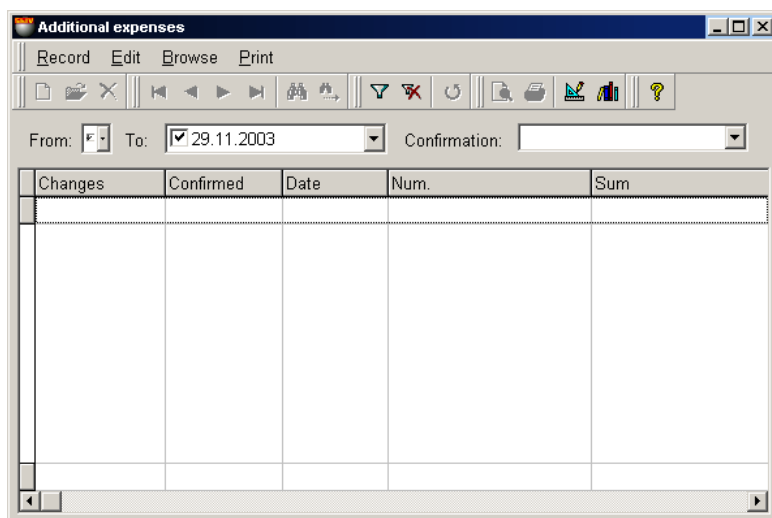 Additional expenses
Record Edit Browse Print
From: To: 29.11.2003 Confirmation:
Changes Confirmed Date Num. Sum